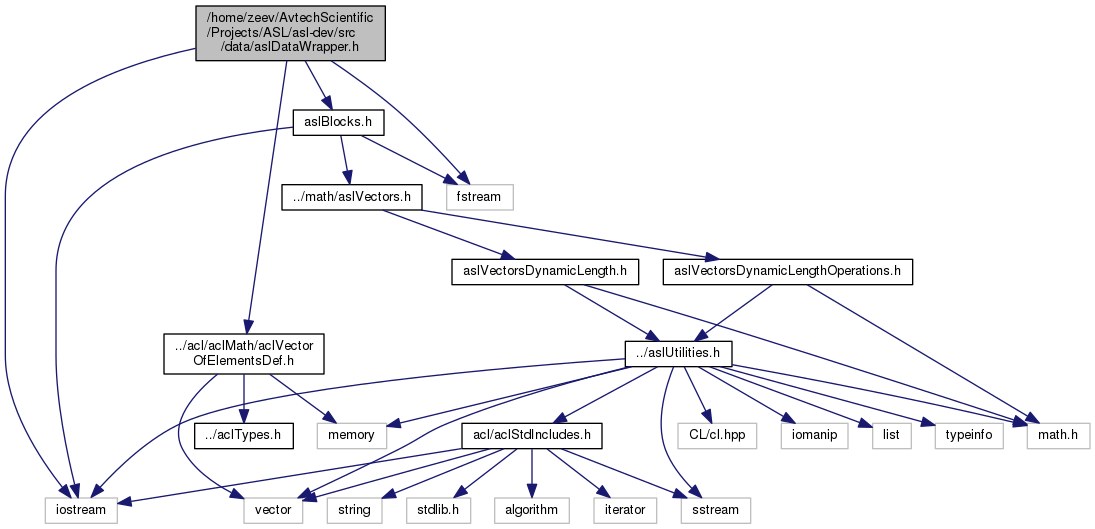 /home/zeev/AvtechScientific
/Projects/ASL/asl-dev/src
/data/aslDataWrapper.h
aslBlocks.h
../math/aslVectors.h
fstream
aslVectorsDynamicLength.h
aslVectorsDynamicLengthOperations.h
../acl/aclMath/aclVector
OfElementsDef.h
../aslUtilities.h
../aclTypes.h
memory
acl/aclStdIncludes.h
CL/cl.hpp
iomanip
list
typeinfo
math.h
iostream
vector
string
stdlib.h
algorithm
iterator
sstream